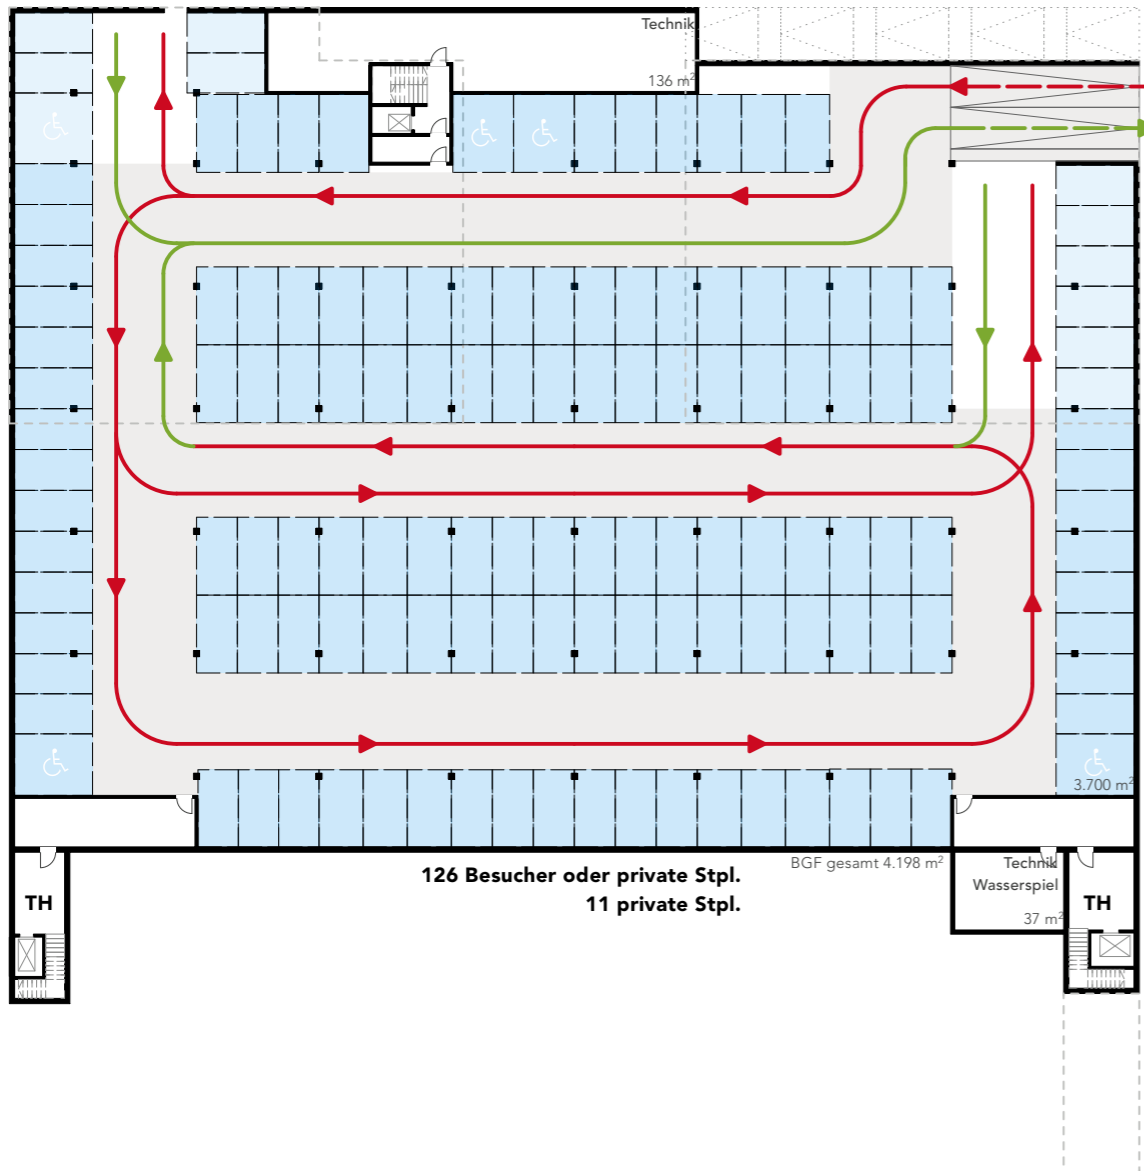 Technik
136 m²
3.700 m²
BGF gesamt 4.198 m²
126 Besucher oder private Stpl.
11 private Stpl.
Technik
Wasserspiel
37 m²
TH
TH